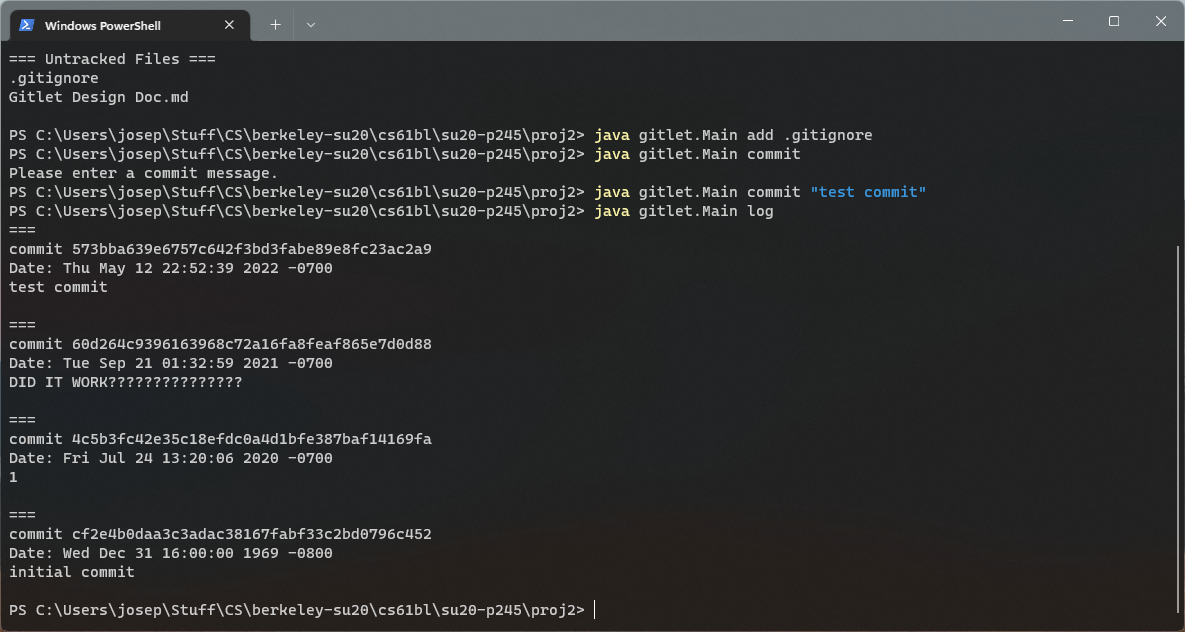 Windows PowerShell
=== Untracked Files ===
.gitignore
Gitlet Design Doc.md
PS C:\Users\josep\Stuff\CS\berkeley-su20\cs61bl\su20-p245\proj2> java gitlet.Main add .gitignore
PS C:\Users\josep\Stuff\CS\berkeley-su20\cs61bl\su20-p245\proj2> java gitlet.Main commit
Please enter a commit message.
PS C:\Users\josep\Stuff\CS\berkeley-su20\cs61bl\su20-p245\proj2> java gitlet.Main commit "test commit"
PS C:\Users\josep\Stuff\CS\berkeley-su20\cs61bl\su20-p245\proj2> java gitlet.Main log
===
commit 573bba639e6757c642f3bd3fabe89e8fc23ac2a9
Date: Thu May 12 22:52:39 2022 -0700
test commit
===
commit 60d264c9396163968c72a16fa8feaf865e7d0d88
Date: Tue Sep 21 01:32:59 2021 -0700
DID IT WORK???????????????
===
commit 4c5b3fc42e35c18efdc0a4d1bfe387baf14169fa
Date: Fri Jul 24 13:20:06 2020 -0700
1
===
commit cf2e4b0daa3c3adac38167fabf33c2bd0796c452
Date: Wed Dec 31 16:00:00 1969 -0800
initial commit
PS C:\Users\josep\Stuff\CS\berkeley-su20\cs61bl\su20-p245\proj2>